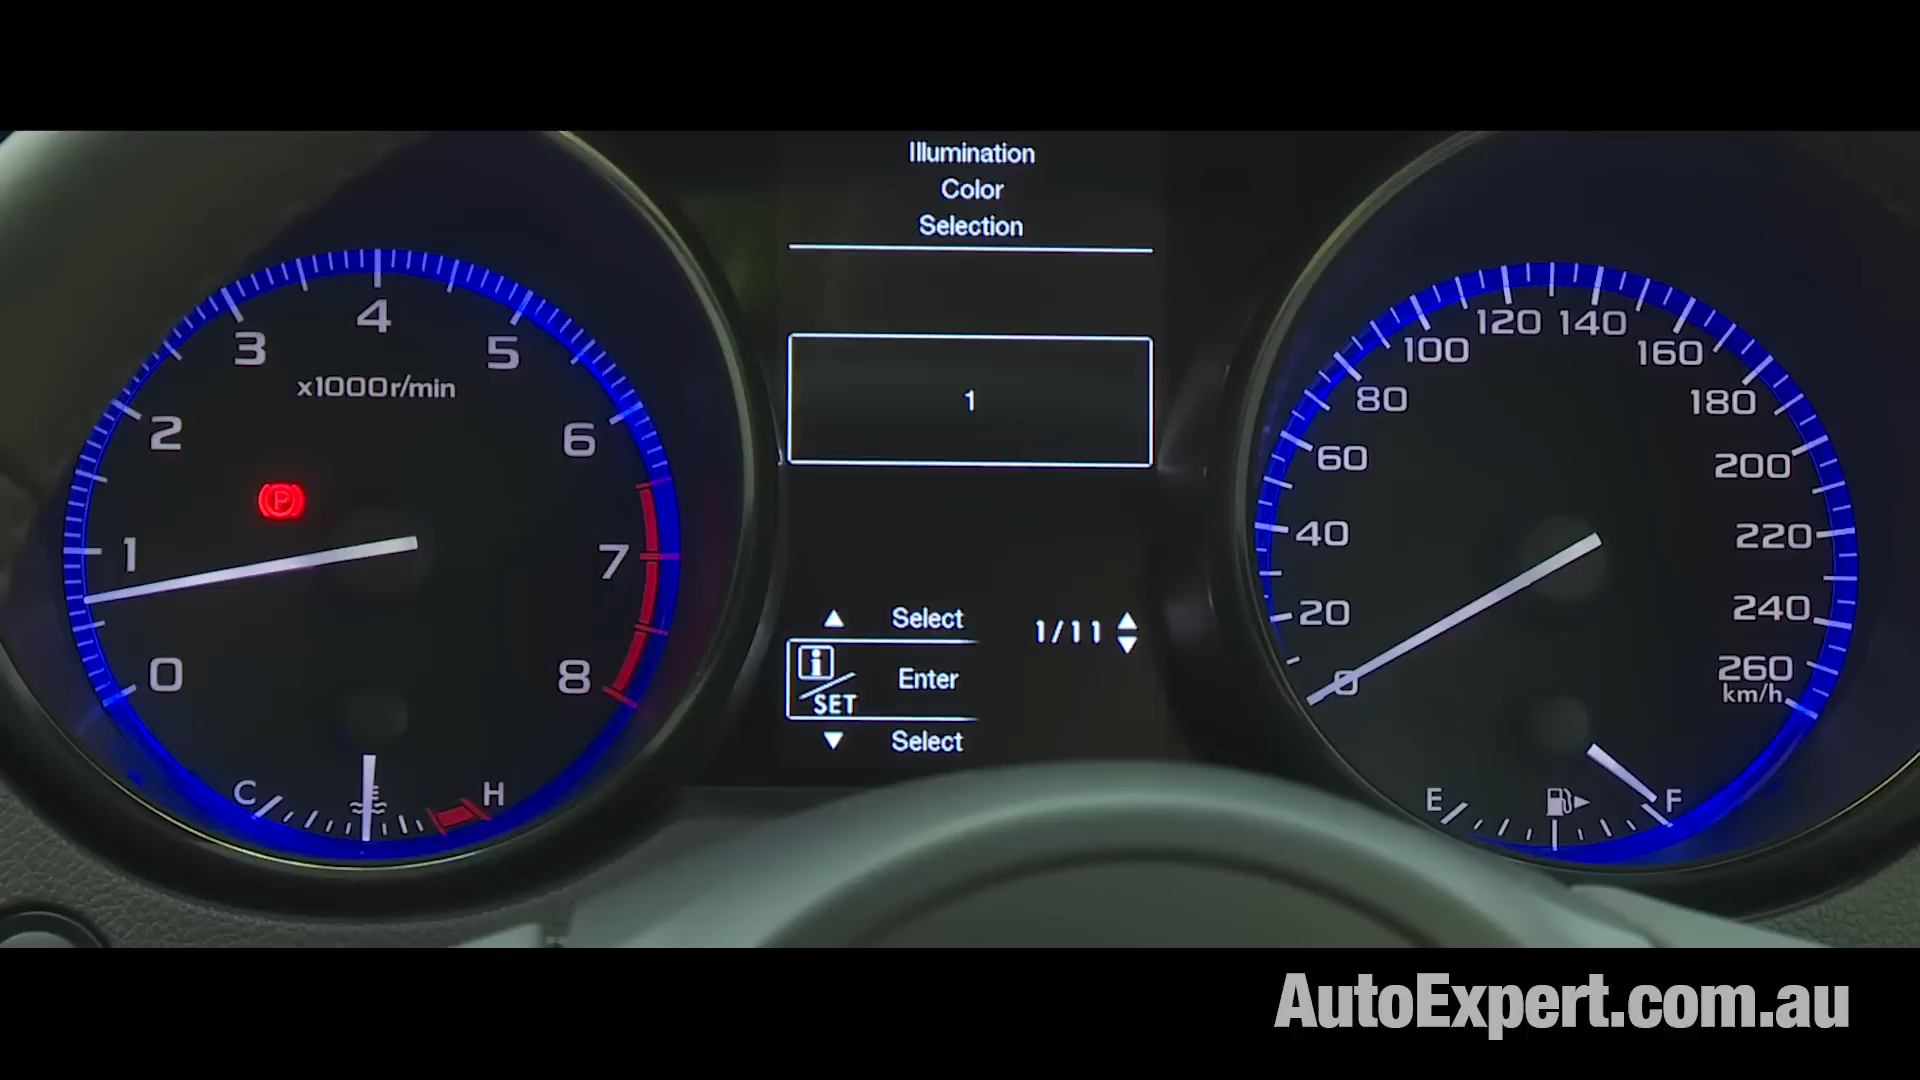 Illumination
Color
Selection
1
Select
1/11
i
SET
Enter
Select
0
1
2
3
4
5
6
7
8
x1000r/min
P
C
H
0
20
40
60
80
100
120
140
160
180
200
220
240
260
km/h
E
F
AutoExpert.com.au